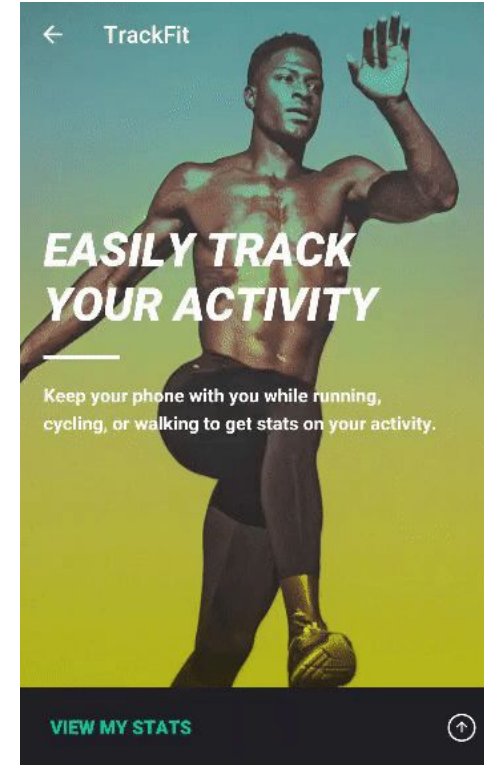 TrackFit
EASILY TRACK
YOUR ACTIVITY
Keep your phone with you while running,
cycling, or walking to get stats on your activity.
VIEW MY STATS